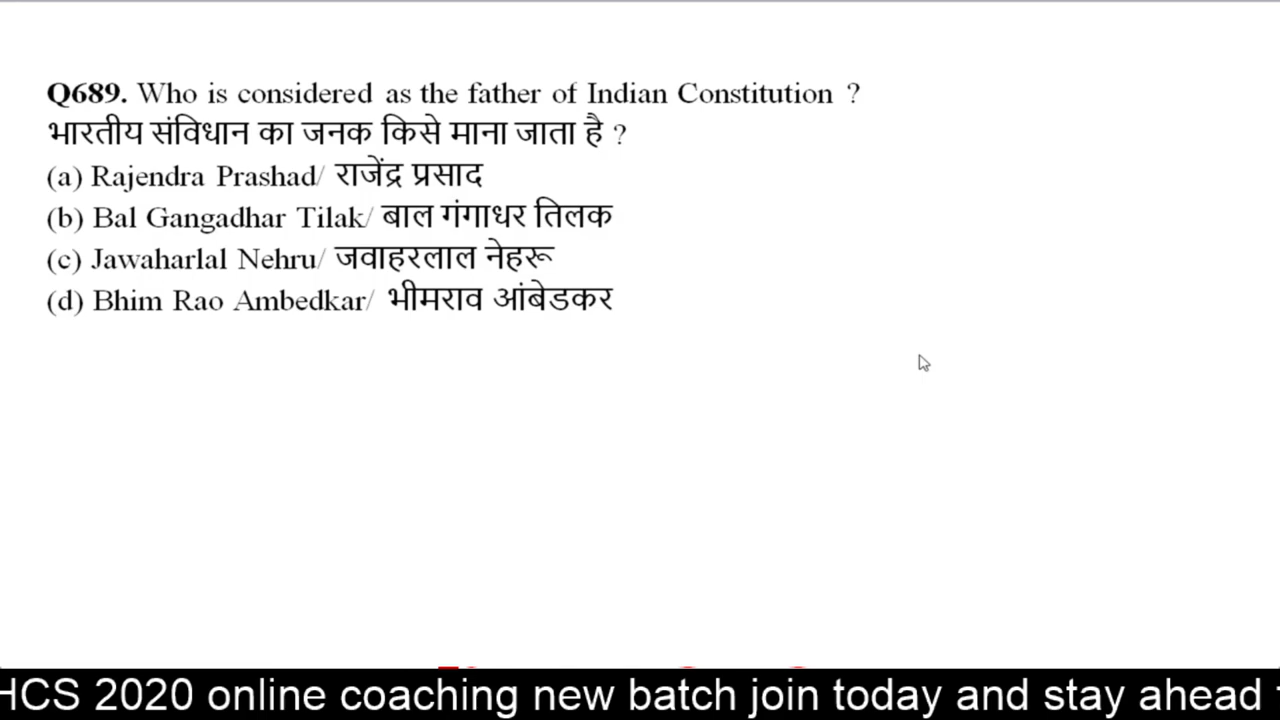 Q689. Who is considered as the father of Indian Constitution ?
भारतीय संविधान का जनक किसे माना जाता है ?
(a) Rajendra Prashad/ राजेंद्र प्रसाद
(b) Bal Gangadhar Tilak/ बाल गंगाधर तिलक
(c) Jawaharlal Nehru/ जवाहरलाल नेहरू
(d) Bhim Rao Ambedkar/ भीमराव आंबेडकर
HCS 2020 online coaching new batch join today and stay ahead